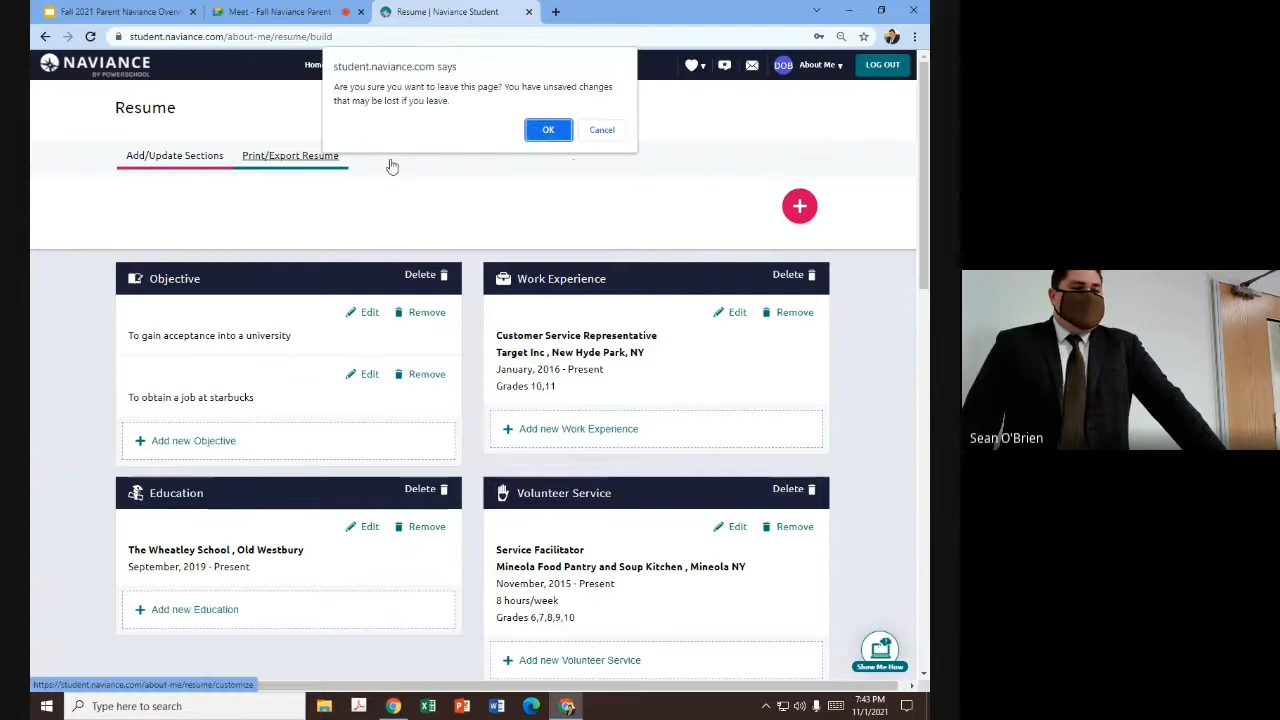 Fall 2021 Parent Naviance Overv
Meet - Fall Naviance Parent
Resume | Naviance Student
student.naviance.com/about-me/resume/build
NAVIANCE
BY POWERSCHOOL
Hom
DOB
About Me
LOG OUT
student.naviance.com says
Are you sure you want to leave this page? You have unsaved changes
that may be lost if you leave.
OK
Cancel
Resume
Add/Update Sections
Print/Export Resume
Objective
Delete
Edit
Remove
To gain acceptance into a university
Edit
Remove
To obtain a job at starbucks
+ Add new Objective
Work Experience
Delete
Edit
Remove
Customer Service Representative
Target Inc , New Hyde Park, NY
January, 2016 - Present
Grades 10,11
+ Add new Work Experience
Education
Delete
Edit
Remove
The Wheatley School , Old Westbury
September, 2019 - Present
+ Add new Education
Volunteer Service
Delete
Edit
Remove
Service Facilitator
Mineola Food Pantry and Soup Kitchen , Mineola NY
November, 2015 - Present
8 hours/week
Grades 6,7,8,9,10
+ Add new Volunteer Service
Show Me How
https://student.naviance.com/about-me/resume/customize
Type here to search
7:43 PM
11/1/2021
Sean O'Brien